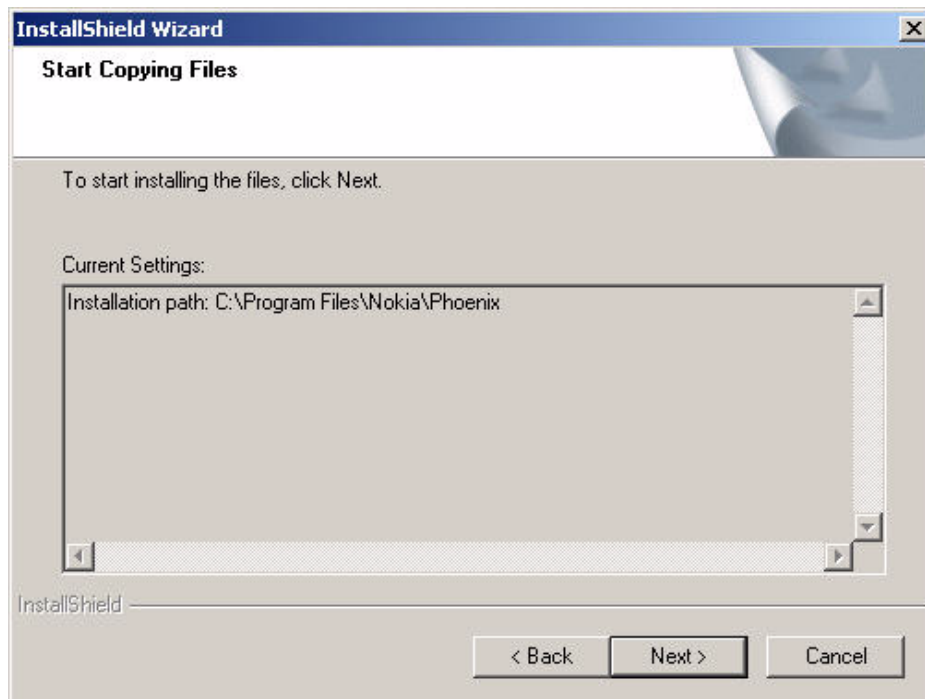 InstallShield Wizard
Start Copying Files
To start installing the files, click Next.
Current Settings:
Installation path: C:\Program Files\Nokia\Phoenix
InstallShield
< Back Next > Cancel